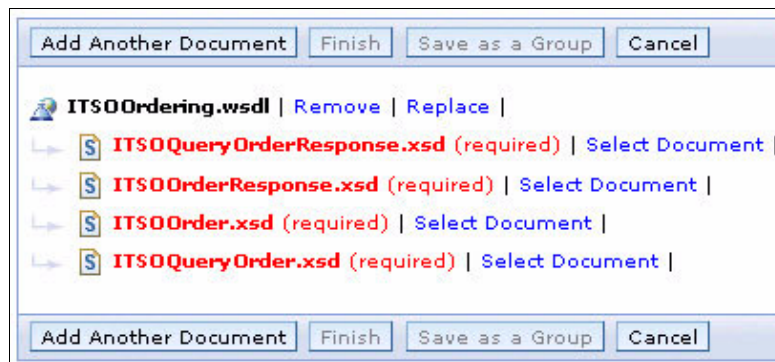 Add Another Document Finish Save as a Group Cancel
ITSOOrdering.wsdl | Remove | Replace |
S ITSOQueryOrderResponse.xsd (required) | Select Document |
S ITSOOrderResponse.xsd (required) | Select Document |
S ITSOOrder.xsd (required) | Select Document |
S ITSOQueryOrder.xsd (required) | Select Document |
Add Another Document Finish Save as a Group Cancel